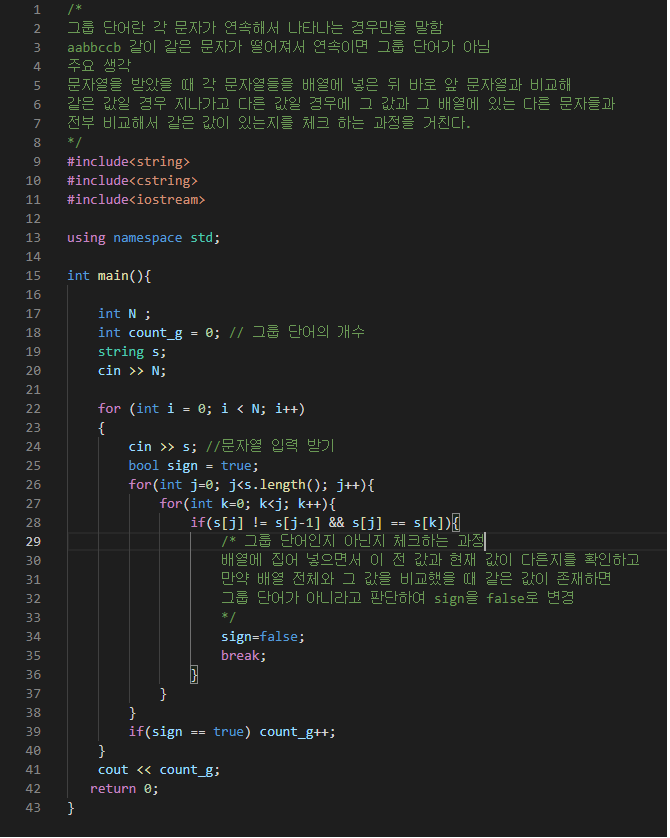 1 /*
2 그룹 단어란 각 문자가 연속해서 나타나는 경우만을 말함
3 aabbccb 같이 같은 문자가 떨어져서 연속이면 그룹 단어가 아님
4 주요 생각
5 문자열을 받았을 때 각 문자열들을 배열에 넣은 뒤 바로 앞 문자열과 비교해
6 같은 값일 경우 지나가고 다른 값일 경우에 그 값과 그 배열에 있는 다른 문자들과
7 전부 비교해서 같은 값이 있는지를 체크 하는 과정을 거친다.
8 */
9 #include<string>
10 #include<cstring>
11 #include<iostream>
12
13 using namespace std;
14
15 int main(){
16
17 int N ;
18 int count_g = 0; // 그룹 단어의 개수
19 string s;
20 cin >> N;
21
22 for (int i = 0; i < N; i++)
23 {
24 cin >> s; //문자열 입력 받기
25 bool sign = true;
26 for(int j=0; j<s.length(); j++){
27 for(int k=0; k<j; k++){
28 if(s[j] != s[j-1] && s[j] == s[k]){
29 /* 그룹 단어인지 아닌지 체크하는 과정
30 배열에 집어 넣으면서 이 전 값과 현재 값이 다른지를 확인하고
31 만약 배열 전체와 그 값을 비교했을 때 같은 값이 존재하면
32 그룹 단어가 아니라고 판단하여 sign을 false로 변경
33 */
34 sign=false;
35 break;
36 }
37 }
38 }
39 if(sign == true) count_g++;
40 }
41 cout << count_g;
42 return 0;
43 }